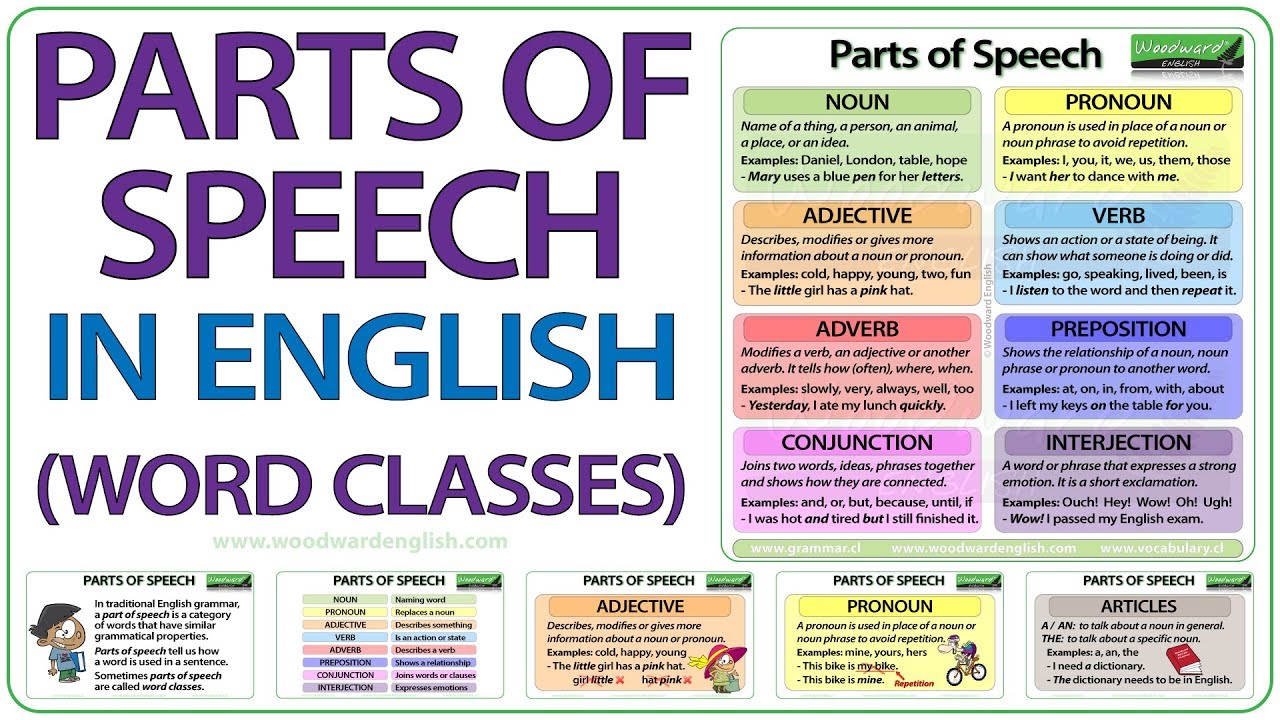 PARTS OF
SPEECH
IN ENGLISH
(WORD CLASSES)
www.woodwardenglish.com
Parts of Speech
Woodward
ENGLISH
NOUN
Name of a thing, a person, an animal,
a place, or an idea.
Examples: Daniel, London, table, hope
- Mary uses a blue pen for her letters.
PRONOUN
A pronoun is used in place of a noun or
noun phrase to avoid repetition.
Examples: I, you, it, we, us, them, those
- I want her to dance with me.
ADJECTIVE
Describes, modifies or gives more
information about a noun or pronoun.
Examples: cold, happy, young, two, fun
- The little girl has a pink hat.
VERB
Shows an action or a state of being. It
can show what someone is doing or did.
Examples: go, speaking, lived, been, is
- I listen to the word and then repeat it.
ADVERB
Modifies a verb, an adjective or another
adverb. It tells how (often), where, when.
Examples: slowly, very, always, well, too
- Yesterday, I ate my lunch quickly.
PREPOSITION
Shows the relationship of a noun, noun
phrase or pronoun to another word.
Examples: at, on, in, from, with, about
- I left my keys on the table for you.
CONJUNCTION
Joins two words, ideas, phrases together
and shows how they are connected.
Examples: and, or, but, because, until, if
- I was hot and tired but I still finished it.
INTERJECTION
A word or phrase that expresses a strong
emotion. It is a short exclamation.
Examples: Ouch! Hey! Wow! Oh! Ugh!
- Wow! I passed my English exam.
© Woodward English
www.grammar.cl www.woodwardenglish.com www.vocabulary.cl
PARTS OF SPEECH
Woodward
ENGLISH
In traditional English grammar,
a part of speech is a category
of words that have similar
grammatical properties.
Parts of speech tell us how
a word is used in a sentence.
Sometimes parts of speech
are called word classes.
PARTS OF SPEECH
Woodward
ENGLISH
NOUN Naming word
PRONOUN Replaces a noun
ADJECTIVE Describes something
VERB Is an action or state
ADVERB Describes a verb
PREPOSITION Shows a relationship
CONJUNCTION Joins words or clauses
INTERJECTION Expresses emotions
PARTS OF SPEECH
Woodward
ENGLISH
ADJECTIVE
Describes, modifies or gives more
information about a noun or pronoun.
Examples: cold, happy, young
- The little girl has a pink hat.
girl little hat pink
PARTS OF SPEECH
Woodward
ENGLISH
PRONOUN
A pronoun is used in place of a noun or
noun phrase to avoid repetition.
Examples: mine, yours, hers
- This bike is my bike.
- This bike is mine.
Repetition
PARTS OF SPEECH
Woodward
ENGLISH
ARTICLES
A / AN: to talk about a noun in general.
THE: to talk about a specific noun.
Examples: a, an, the
- I need a dictionary.
- The dictionary needs to be in English.